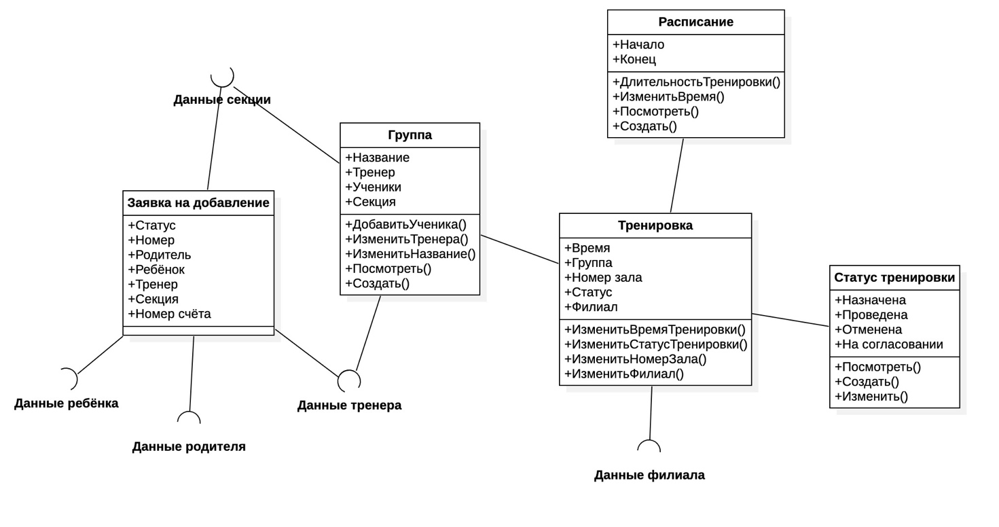 Расписание
+Начало
+Конец
+ДлительностьТренировки()
+ИзменитьВремя()
+Посмотреть()
+Создать()
Данные секции
Группа
+Название
+Тренер
+Ученики
+Секция
+ДобавитьУченика()
+ИзменитьТренера()
+ИзменитьНазвание()
+Посмотреть()
+Создать()
Заявка на добавление
+Статус
+Номер
+Родитель
+Ребёнок
+Тренер
+Секция
+Номер счёта
Тренировка
+Время
+Группа
+Номер зала
+Статус
+Филиал
+ИзменитьВремяТренировки()
+ИзменитьСтатусТренировки()
+ИзменитьНомерЗала()
+ИзменитьФилиал()
Статус тренировки
+Назначена
+Проведена
+Отменена
+На согласовании
+Посмотреть()
+Создать()
+Изменить()
Данные ребёнка
Данные тренера
Данные родителя
Данные филиала